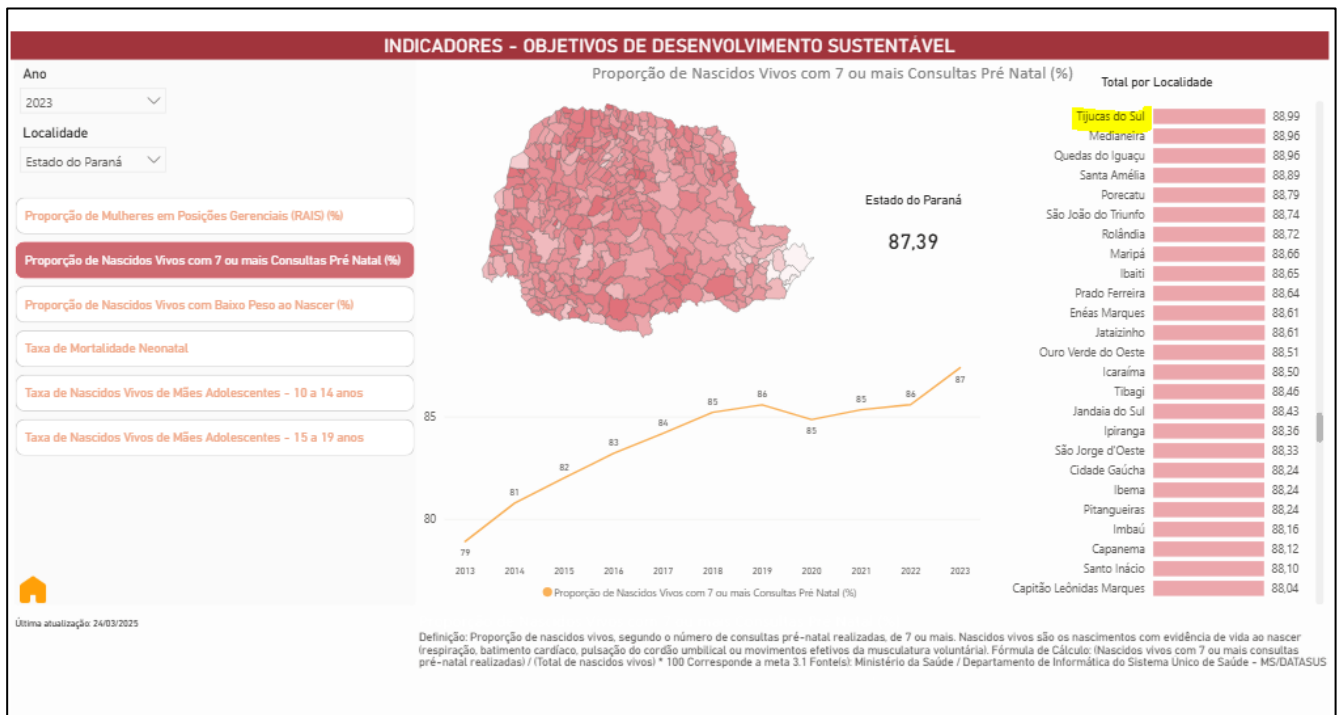 INDICADORES - OBJETIVOS DE DESENVOLVIMENTO SUSTENTÁVEL
Ano
2023
Localidade
Estado do Paraná
Proporção de Mulheres em Posições Gerenciais (RAIS) (%)
Proporção de Nascidos Vivos com 7 ou mais Consultas Pré Natal (%)
Proporção de Nascidos Vivos com Baixo Peso ao Nascer (%)
Taxa de Mortalidade Neonatal
Taxa de Nascidos Vivos de Mães Adolescentes - 10 a 14 anos
Taxa de Nascidos Vivos de Mães Adolescentes - 15 a 19 anos
Última atualização: 24/03/2025
Proporção de Nascidos Vivos com 7 ou mais Consultas Pré Natal (%)
Estado do Paraná
87,39
85
80
79
81
82
83
84
85
86
85
85
86
87
2013 2014 2015 2016 2017 2018 2019 2020 2021 2022 2023
Proporção de Nascidos Vivos com 7 ou mais Consultas Pré Natal (%)
Total por Localidade
Tijucas do Sul 88,99
Medianeira 88,96
Quedas do Iguaçu 88,96
Santa Amélia 88,89
Porecatu 88,79
São João do Triunfo 88,74
Rolândia 88,72
Maripá 88,66
Ibaiti 88,65
Prado Ferreira 88,64
Enéas Marques 88,61
Jataizinho 88,61
Ouro Verde do Oeste 88,51
Icaraíma 88,50
Tibagi 88,46
Jandaia do Sul 88,43
Ipiranga 88,36
São Jorge d'Oeste 88,33
Cidade Gaúcha 88,24
Ibema 88,24
Pitangueiras 88,24
Imbaú 88,16
Capanema 88,12
Santo Inácio 88,10
Capitão Leônidas Marques 88,04
Definição: Proporção de nascidos vivos, segundo o número de consultas pré-natal realizadas, de 7 ou mais. Nascidos vivos são os nascimentos com evidência de vida ao nascer
(respiração, batimento cardíaco, pulsação do cordão umbilical ou movimentos efetivos da musculatura voluntária). Fórmula de Cálculo: (Nascidos vivos com 7 ou mais consultas
pré-natal realizadas) / (Total de nascidos vivos) * 100 Corresponde a meta 3.1 Fonte(s): Ministério da Saúde / Departamento de Informática do Sistema Único de Saúde - MS/DATASUS